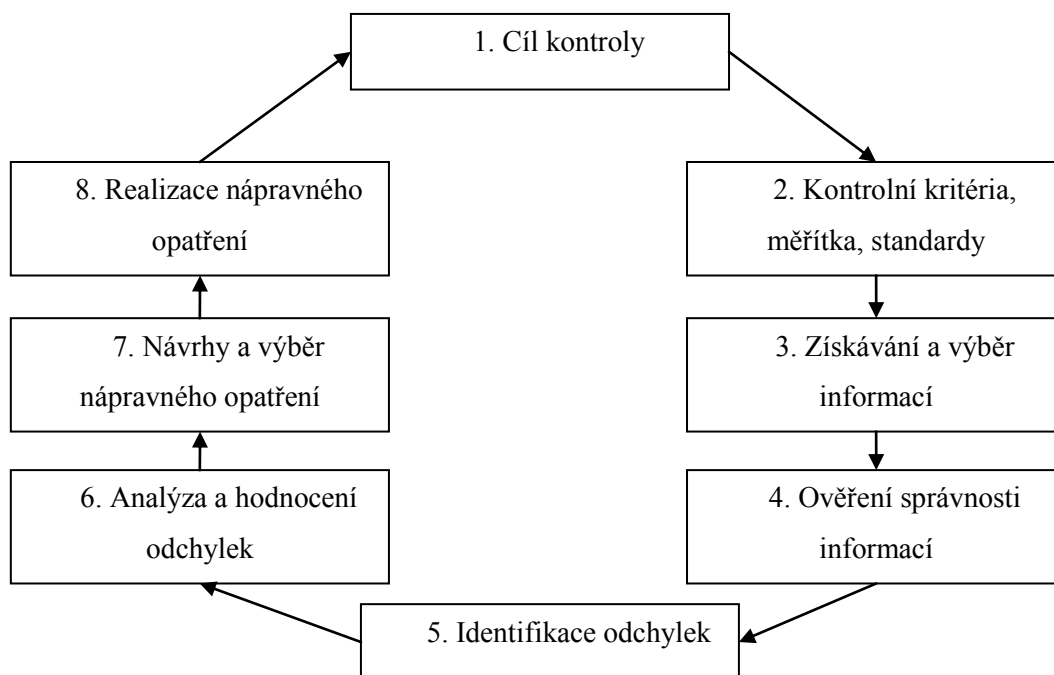 1. Cíl kontroly
2. Kontrolní kritéria,
měřítka, standardy
3. Získávání a výběr
informací
4. Ověření správnosti
informací
5. Identifikace odchylek
6. Analýza a hodnocení
odchylek
7. Návrhy a výběr
nápravného opatření
8. Realizace nápravného
opatření